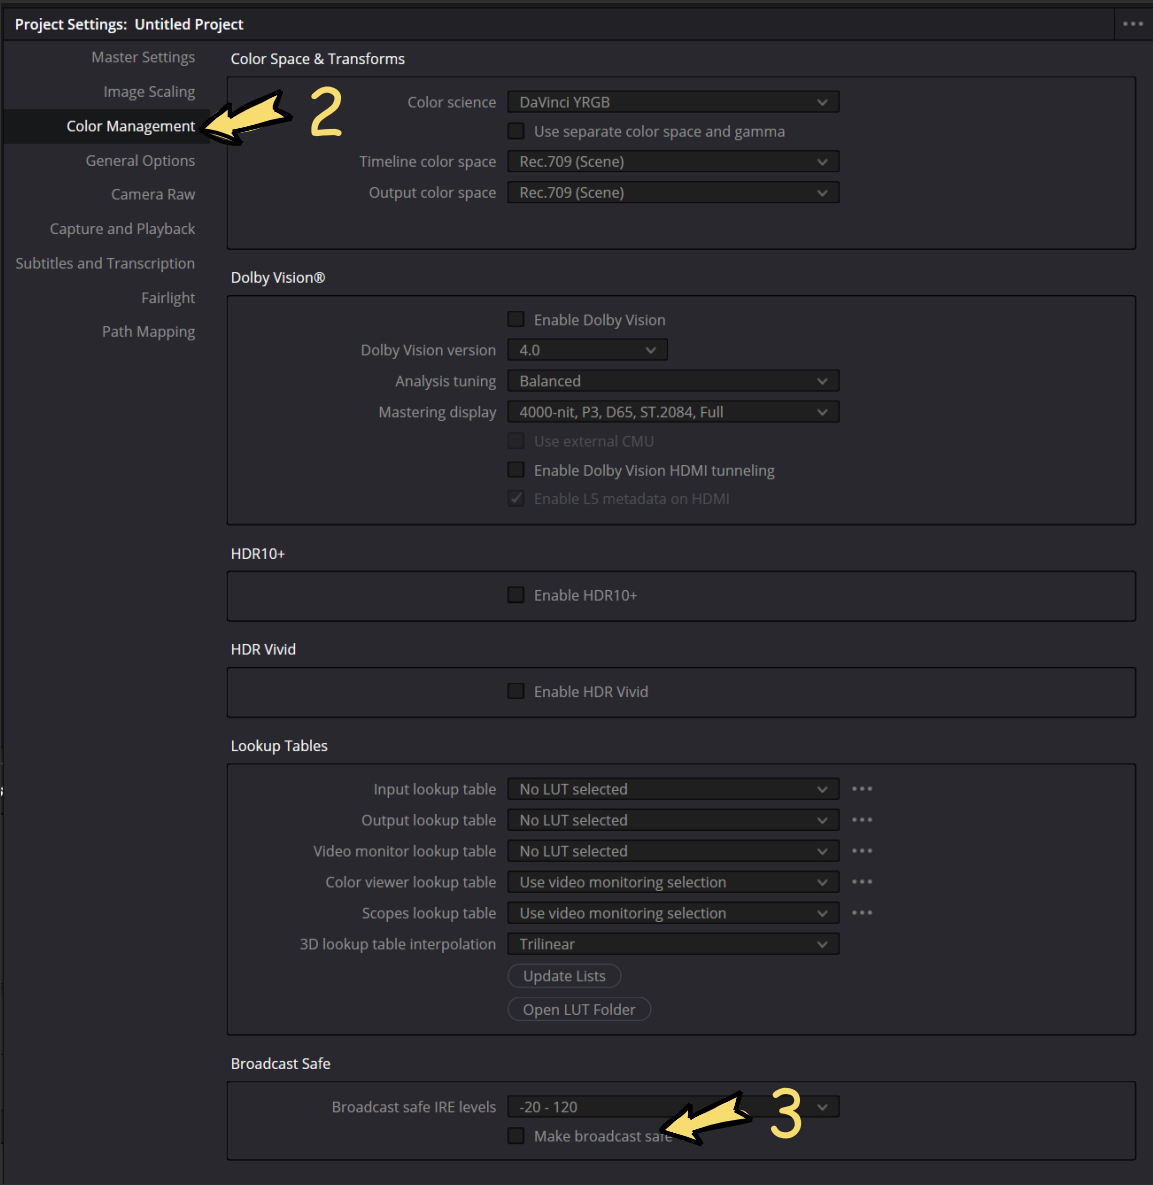 Project Settings: Untitled Project
Master Settings
Image Scaling
Color Management
2
General Options
Camera Raw
Capture and Playback
Subtitles and Transcription
Fairlight
Path Mapping
Color Space & Transforms
Color science DaVinci YRGB
Use separate color space and gamma
Timeline color space Rec.709 (Scene)
Output color space Rec.709 (Scene)
Dolby Vision®
Enable Dolby Vision
Dolby Vision version 4.0
Analysis tuning Balanced
Mastering display 4000-nit, P3, D65, ST.2084, Full
Use external CMU
Enable Dolby Vision HDMI tunneling
Enable L5 metadata on HDMI
HDR10+
Enable HDR10+
HDR Vivid
Enable HDR Vivid
Lookup Tables
Input lookup table No LUT selected
Output lookup table No LUT selected
Video monitor lookup table No LUT selected
Color viewer lookup table Use video monitoring selection
Scopes lookup table Use video monitoring selection
3D lookup table interpolation Trilinear
Update Lists
Open LUT Folder
Broadcast Safe
Broadcast safe IRE levels -20 - 120
Make broadcast safe
3